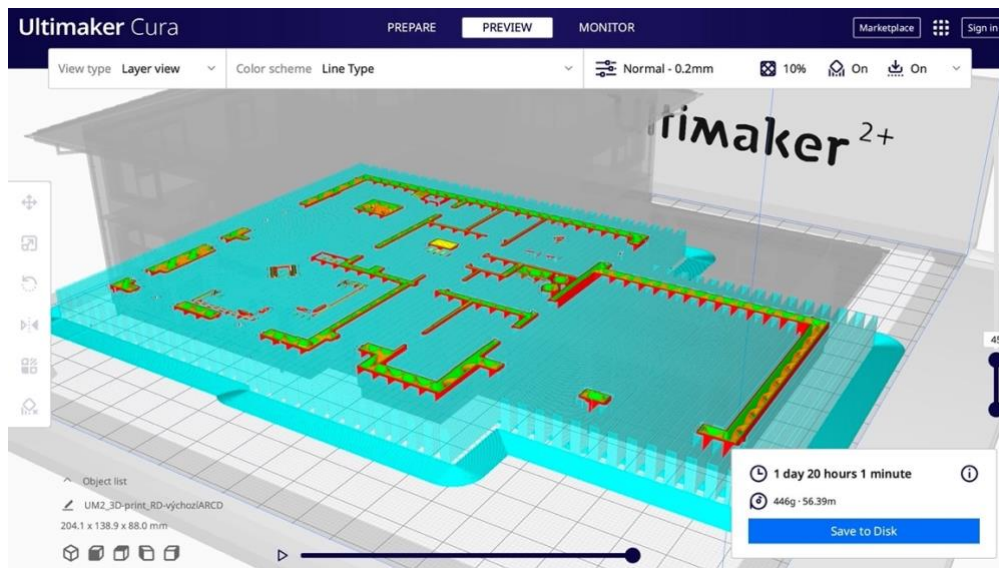 Ultimaker Cura
PREPARE PREVIEW MONITOR
Marketplace Sign in
View type Layer view Color scheme Line Type Normal - 0.2mm 10% On On
timaker 2+
Object list
UM2_3D-print_RD-výchozíARCD
204.1 x 138.9 x 88.0 mm
1 day 20 hours 1 minute
446g · 56.39m
Save to Disk